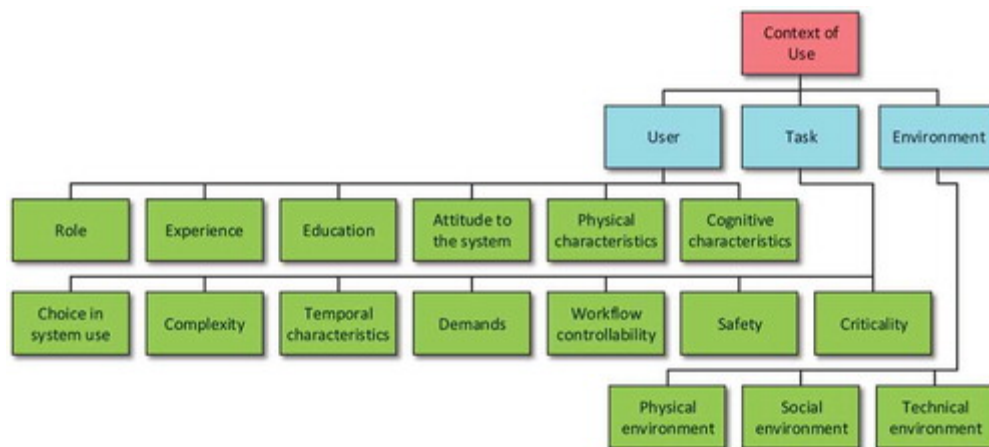 Context of
Use
User
Task
Environment
Role
Experience
Education
Attitude to
the system
Physical
characteristics
Cognitive
characteristics
Choice in
system use
Complexity
Temporal
characteristics
Demands
Workflow
controllability
Safety
Criticality
Physical
environment
Social
environment
Technical
environment